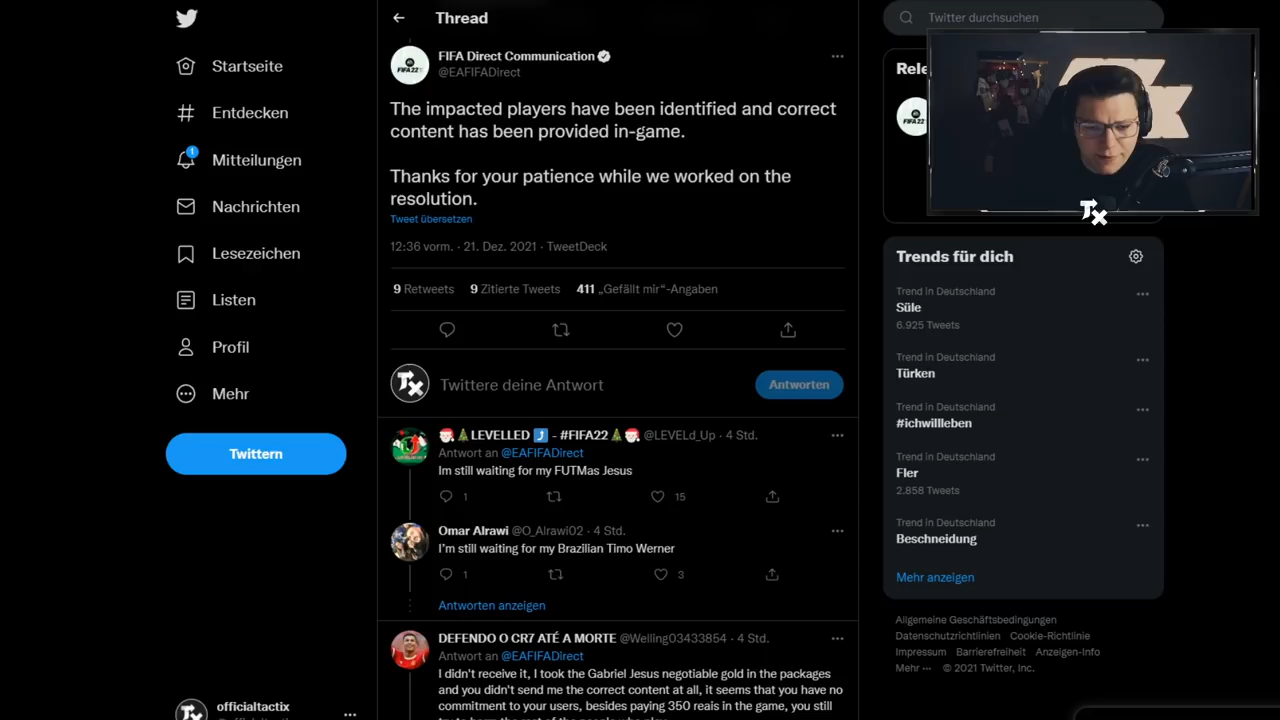 Thread
Twitter durchsuchen
Startseite
Entdecken
1
Mitteilungen
Nachrichten
Lesezeichen
Listen
Profil
Mehr
Twittern
officialtactix
FIFA Direct Communication
@EAFIFADirect
The impacted players have been identified and correct
content has been provided in-game.
Thanks for your patience while we worked on the
resolution.
Tweet übersetzen
12:36 vorm. · 21. Dez. 2021 · TweetDeck
9 Retweets 9 Zitierte Tweets 411 „Gefällt mir“-Angaben
Tx
Twittere deine Antwort
Antworten
LEVELLED - #FIFA22 @LEVELd_Up · 4 Std.
Antwort an @EAFIFADirect
Im still waiting for my FUTMas Jesus
1 15
Omar Alrawi @O_Alrawi02 · 4 Std.
I'm still waiting for my Brazilian Timo Werner
1 3
Antworten anzeigen
DEFENDO O CR7 ATÉ A MORTE @Welling03433854 · 4 Std.
Antwort an @EAFIFADirect
I didn't receive it, I took the Gabriel Jesus negotiable gold in the packages
and you didn't send me the correct content at all, it seems that you have no
commitment to your users, besides paying 350 reais in the game, you still
Rele
FIFA 22
Tx
Trends für dich
Trend in Deutschland
Süle
6.925 Tweets
Trend in Deutschland
Türken
Trend in Deutschland
#ichwillleben
Trend in Deutschland
Fler
2.858 Tweets
Trend in Deutschland
Beschneidung
Mehr anzeigen
Allgemeine Geschäftsbedingungen
Datenschutzrichtlinien Cookie-Richtlinie
Impressum Barrierefreiheit Anzeigen-Info
Mehr ··· © 2021 Twitter, Inc.